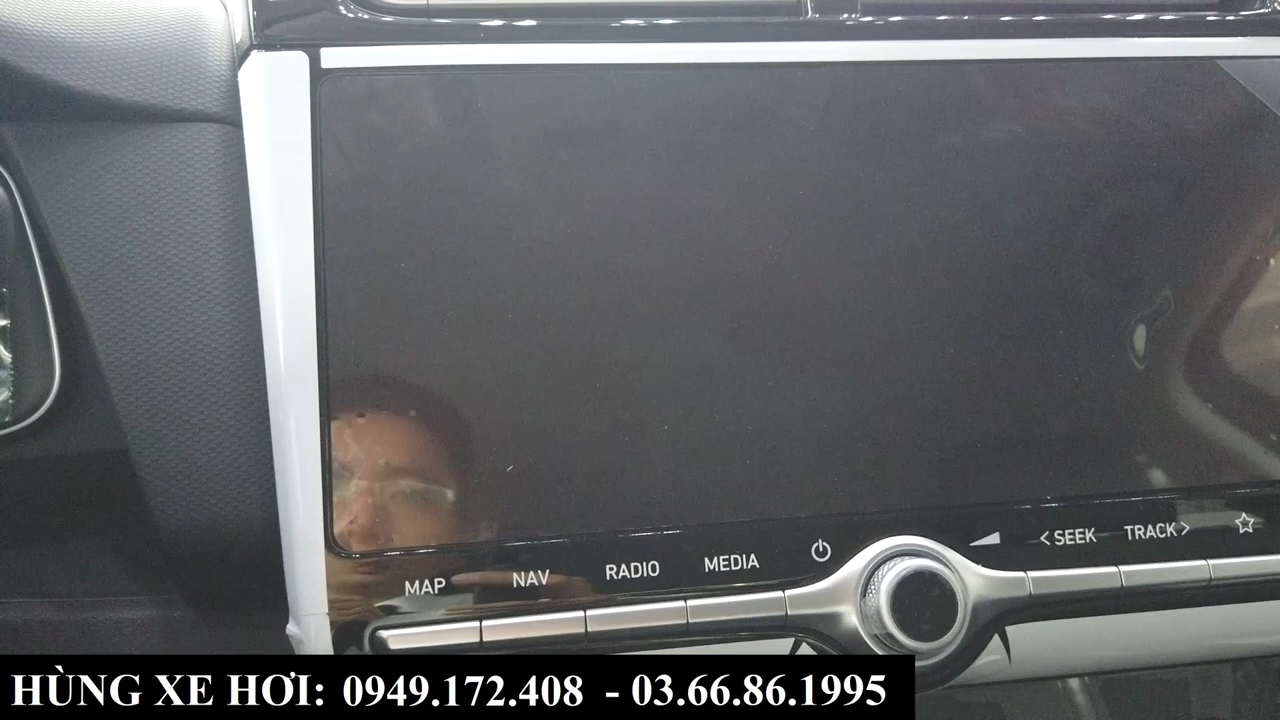 MAP NAV RADIO MEDIA < SEEK TRACK >
HÙNG XE HƠI: 0949.172.408 - 03.66.86.1995